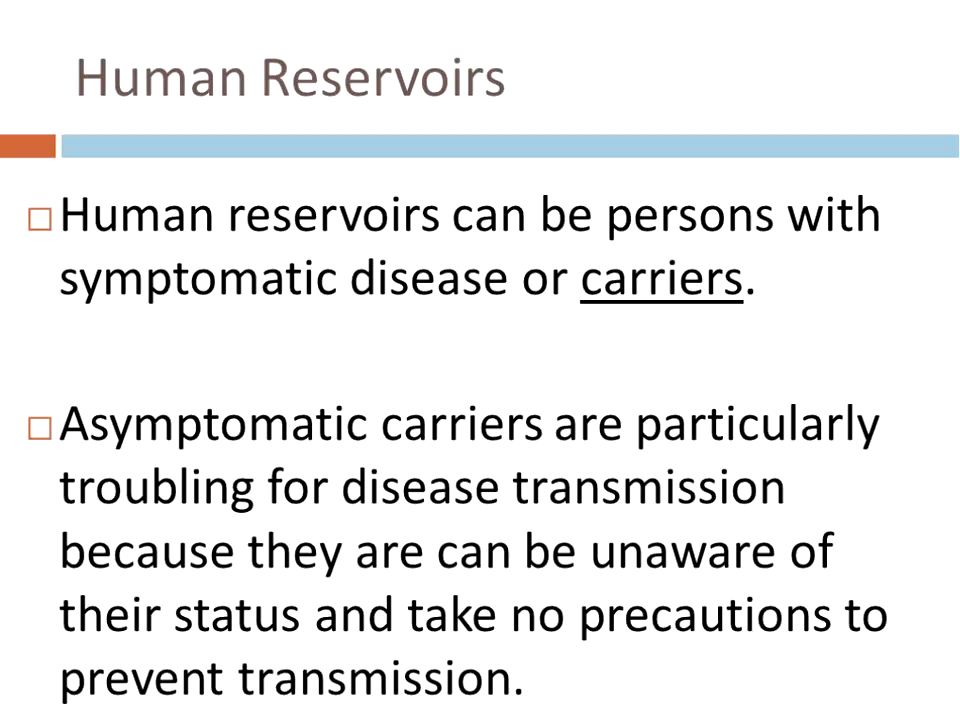 Human Reservoirs
Human reservoirs can be persons with
symptomatic disease or carriers.
Asymptomatic carriers are particularly
troubling for disease transmission
because they are can be unaware of
their status and take no precautions to
prevent transmission.